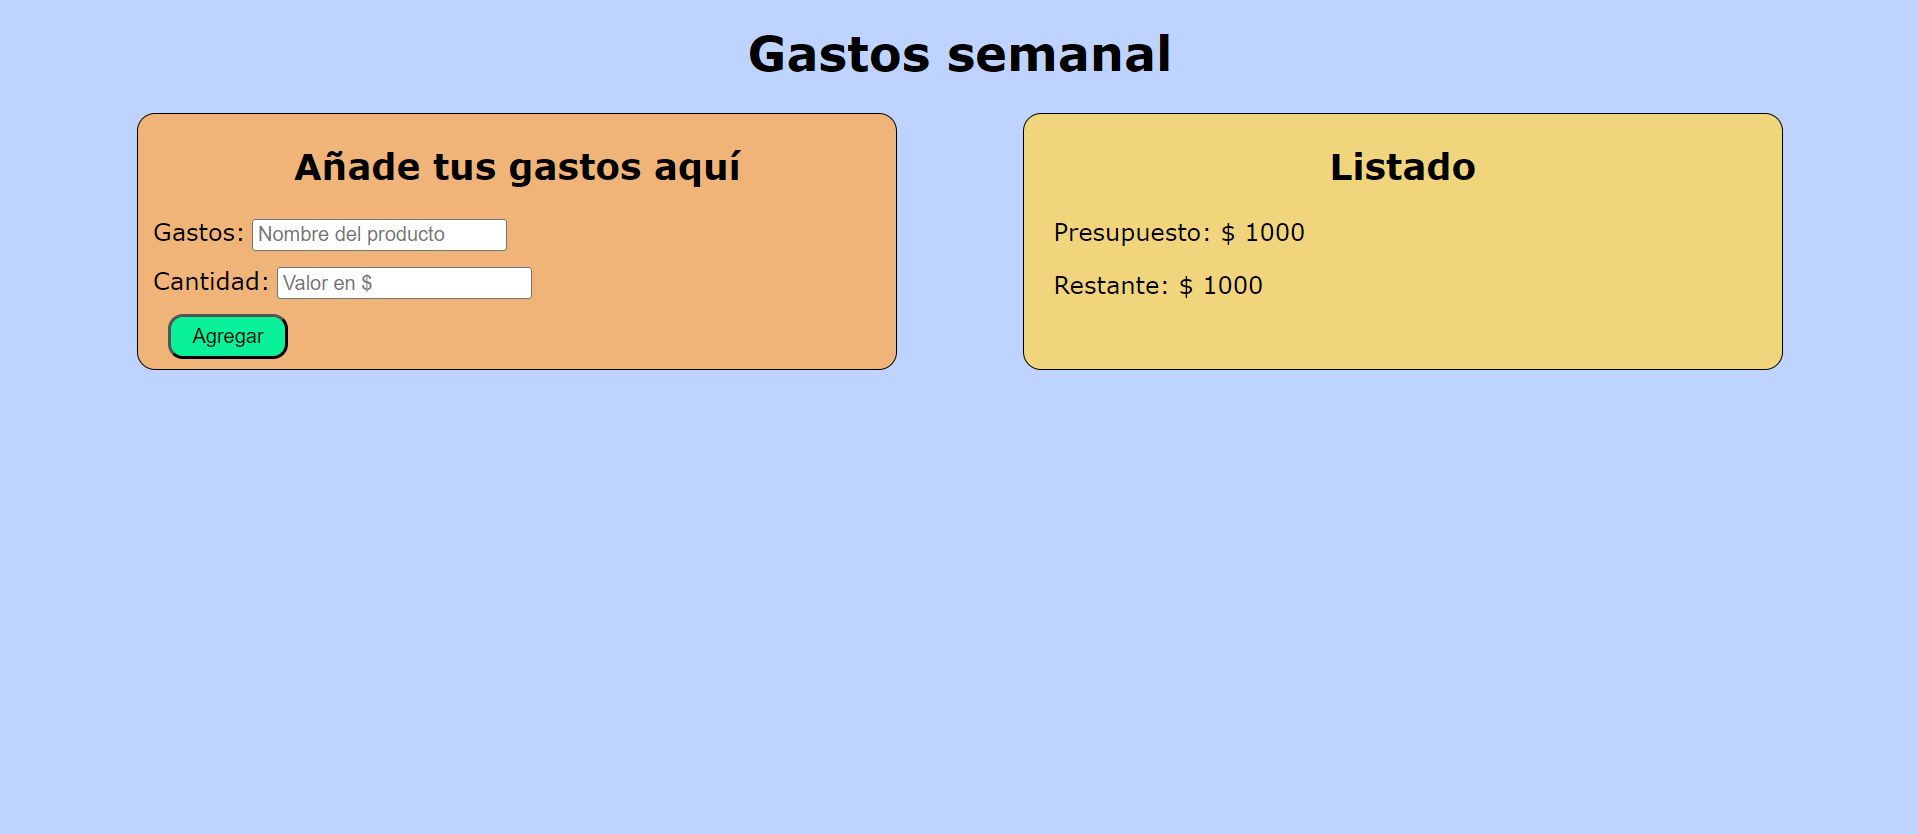 Gastos semanal
Añade tus gastos aquí
Gastos: Nombre del producto
Cantidad: Valor en $
Agregar
Listado
Presupuesto: $ 1000
Restante: $ 1000